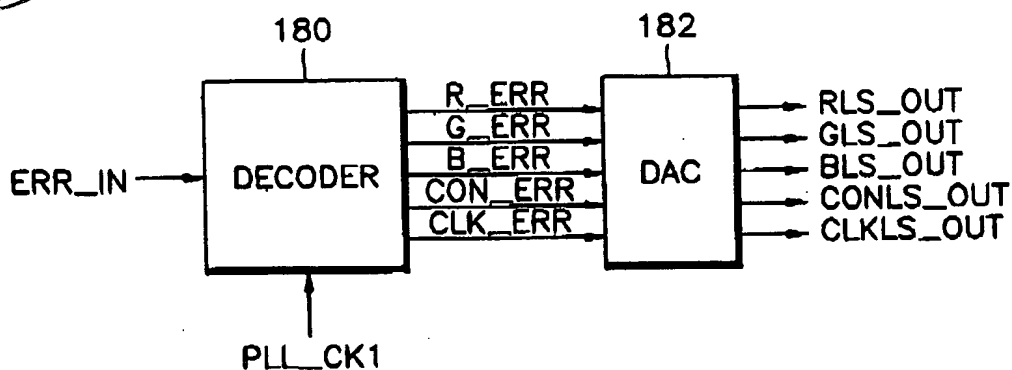 180
182
R_ERR
G_ERR
B_ERR
CON_ERR
CLK_ERR
ERR_IN
DECODER
DAC
RLS_OUT
GLS_OUT
BLS_OUT
CONLS_OUT
CLKLS_OUT
PLL_CK1